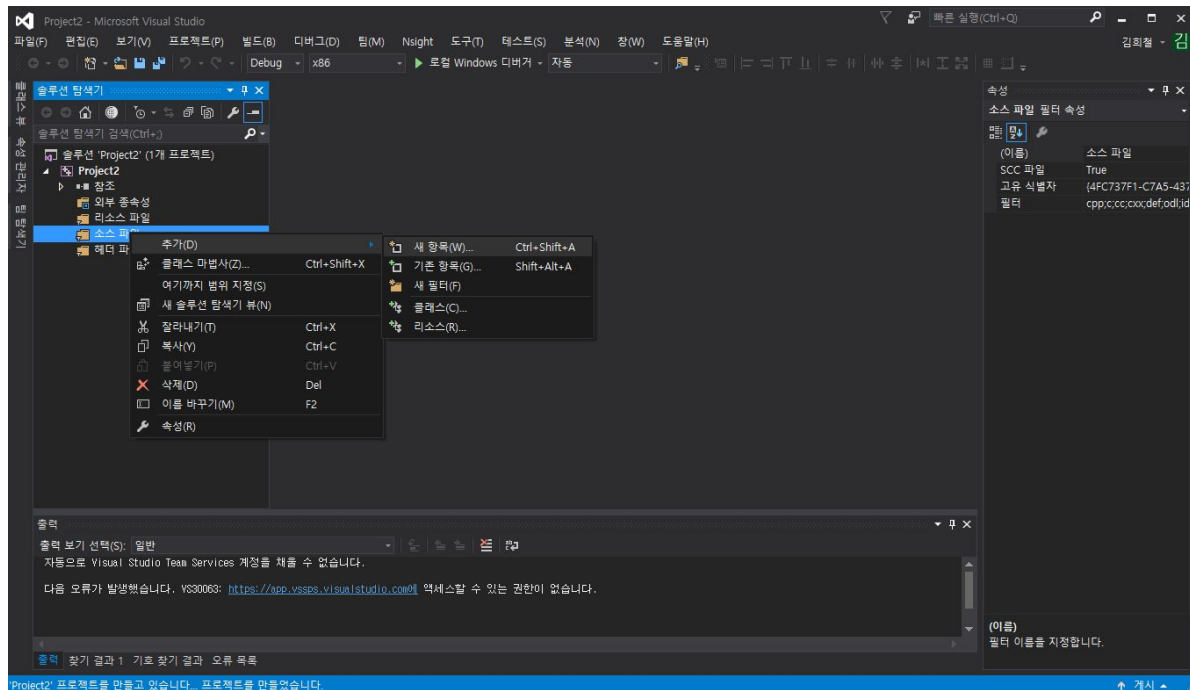 Project2 - Microsoft Visual Studio
빠른 실행(Ctrl+Q)
파일(F) 편집(E) 보기(V) 프로젝트(P) 빌드(B) 디버그(D) 팀(M) Nsight 도구(T) 테스트(S) 분석(N) 창(W) 도움말(H)
김희철 김
Debug x86 로컬 Windows 디버거 자동
클래스 뷰
속성 관리자
팀 탐색기
솔루션 탐색기
솔루션 탐색기 검색(Ctrl+;)
솔루션 'Project2' (1개 프로젝트)
Project2
참조
외부 종속성
리소스 파일
소스 파일
헤더 파
추가(D)
클래스 마법사(Z)... Ctrl+Shift+X
여기까지 범위 지정(S)
새 솔루션 탐색기 뷰(N)
잘라내기(T) Ctrl+X
복사(Y) Ctrl+C
붙여넣기(P) Ctrl+V
삭제(D) Del
이름 바꾸기(M) F2
속성(R)
새 항목(W)... Ctrl+Shift+A
기존 항목(G)... Shift+Alt+A
새 필터(F)
클래스(C)...
리소스(R)...
속성
소스 파일 필터 속성
(이름) 소스 파일
SCC 파일 True
고유 식별자 {4FC737F1-C7A5-437
필터 cpp;c;cc;cxx;def;odl;id
(이름)
필터 이름을 지정합니다.
출력
출력 보기 선택(S): 일반
자동으로 Visual Studio Team Services 계정을 채울 수 없습니다.
다음 오류가 발생했습니다. VS30063: https://app.vssps.visualstudio.com에 액세스할 수 있는 권한이 없습니다.
출력 찾기 결과 1 기호 찾기 결과 오류 목록
'Project2' 프로젝트를 만들고 있습니다... 프로젝트를 만들었습니다.
게시